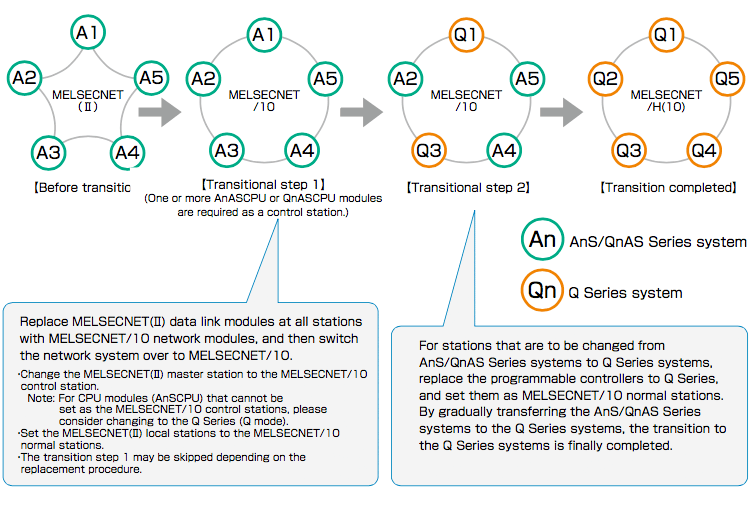 A1
A2
A5
MELSECNET
(Ⅱ)
A3
A4
【Before transitio
A1
A2
A5
MELSECNET
/10
A3
A4
【Transitional step 1】
(One or more AnASCPU or QnASCPU modules
are required as a control station.)
Q1
A2
A5
MELSECNET
/10
Q3
A4
【Transitional step 2】
Q1
Q2
Q5
MELSECNET
/H(10)
Q3
Q4
【Transition completed】
An AnS/QnAS Series system
Qn Q Series system
Replace MELSECNET(Ⅱ) data link modules at all stations
with MELSECNET/10 network modules, and then switch
the network system over to MELSECNET/10.
・Change the MELSECNET(Ⅱ) master station to the MELSECNET/10
control station.
Note: For CPU modules (AnSCPU) that cannot be
set as the MELSECNET/10 control stations, please
consider changing to the Q Series (Q mode).
・Set the MELSECNET(Ⅱ) local stations to the MELSECNET/10
normal stations.
・The transition step 1 may be skipped depending on the
replacement procedure.
For stations that are to be changed from
AnS/QnAS Series systems to Q Series systems,
replace the programmable controllers to Q Series,
and set them as MELSECNET/10 normal stations.
By gradually transferring the AnS/QnAS Series
systems to the Q Series systems, the transition to
the Q Series systems is finally completed.